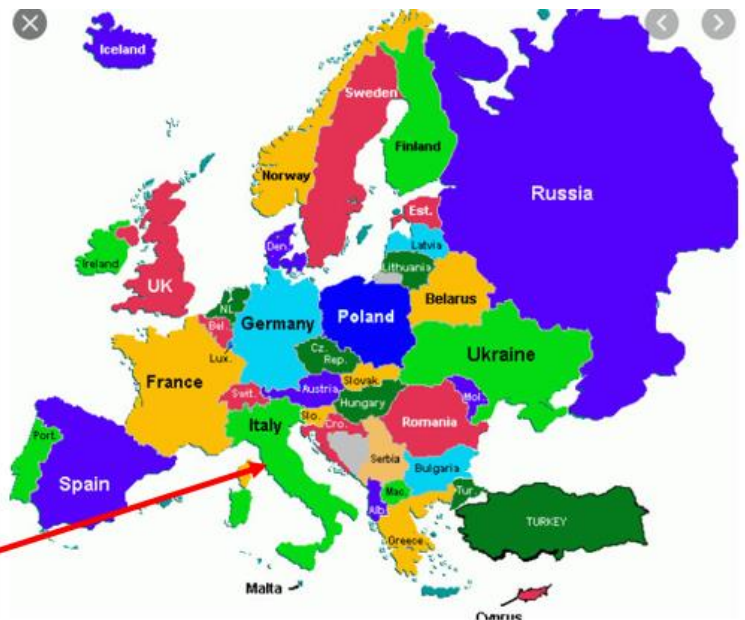 Iceland
Sweden
Finland
Norway
Russia
Est.
Den.
Latvia
Ireland
Lithuania
UK
NL
Belarus
Germany
Poland
Bel.
Lux.
Cz.
Rep.
Ukraine
France
Slovak.
Swit.
Austria
Mol
Hungary
Italy
Slo.
Cro.
Romania
Port.
Serbia
Spain
Bulgaria
Mac.
Tur
Alb
TURKEY
Greece
Malta
Cyprus